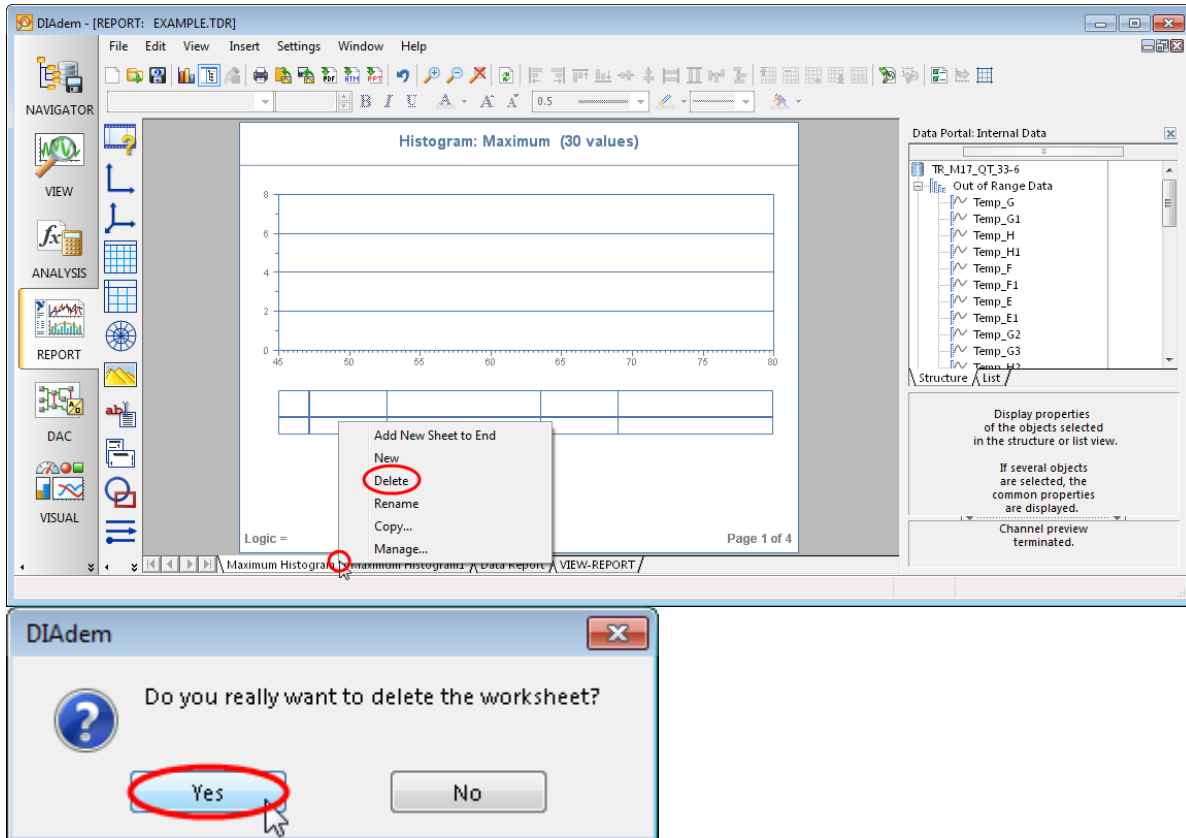 DIAdem - [REPORT: EXAMPLE.TDR]
File Edit View Insert Settings Window Help
NAVIGATOR
VIEW
ANALYSIS
REPORT
DAC
VISUAL
B I U A A A 0.5
Histogram: Maximum (30 values)
8
6
4
2
0
45 50 55 60 65 70 75 80
Add New Sheet to End
New
Delete
Rename
Copy...
Manage...
Logic =
Page 1 of 4
Maximum Histogram Maximum Histogram1 Data Report VIEW-REPORT
Data Portal: Internal Data
TR_M17_QT_33-6
Out of Range Data
Temp_G
Temp_G1
Temp_H
Temp_H1
Temp_F
Temp_F1
Temp_E
Temp_E1
Temp_G2
Temp_G3
Temp_H2
Structure List
Display properties
of the objects selected
in the structure or list view.
If several objects
are selected, the
common properties
are displayed.
Channel preview
terminated.
DIAdem
Do you really want to delete the worksheet?
Yes No